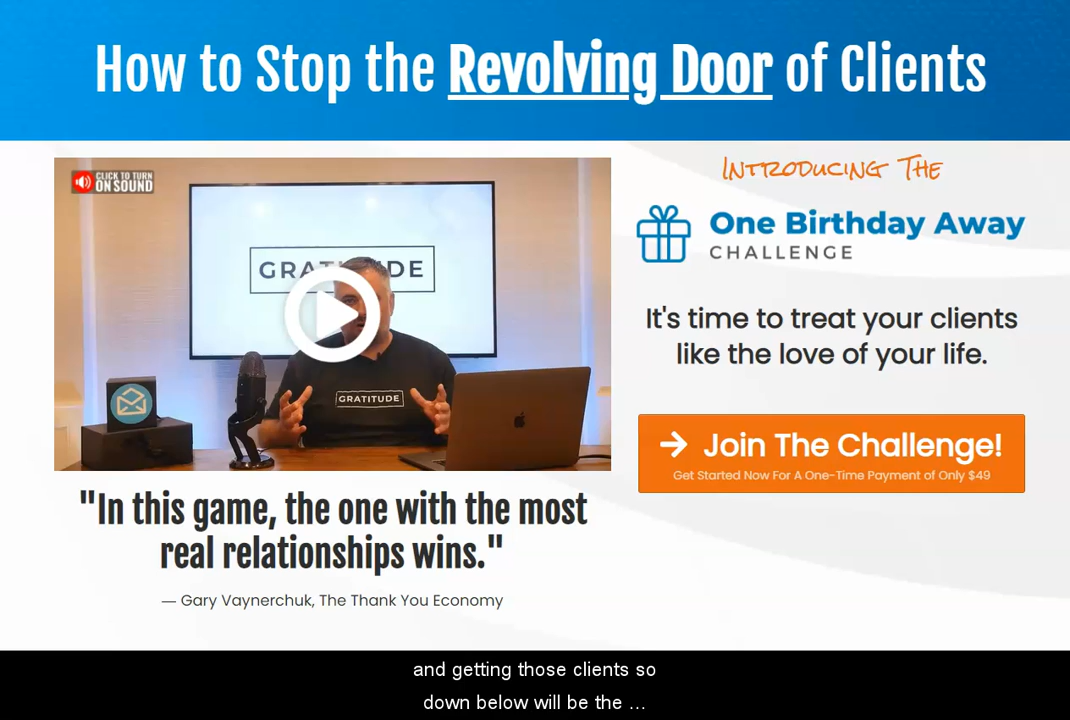 How to Stop the Revolving Door of Clients
CLICK TO TURN
ON SOUND
GRATITUDE
GRATITUDE
"In this game, the one with the most
real relationships wins."
— Gary Vaynerchuk, The Thank You Economy
Introducing The
One Birthday Away
CHALLENGE
It's time to treat your clients
like the love of your life.
Join The Challenge!
Get Started Now For A One-Time Payment of Only $49
and getting those clients so
down below will be the ...